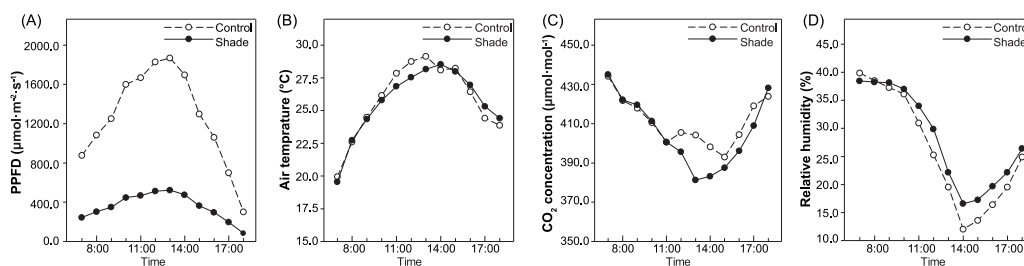 (A)
Control
Shade
PPFD (μmol·m⁻²·s⁻¹)
2000.0
1600.0
1200.0
800.0
400.0
0.0
8:00 11:00 14:00 17:00
Time
(B)
Control
Shade
Air temprature (°C)
30.0
27.5
25.0
22.5
20.0
17.5
15.0
8:00 11:00 14:00 17:00
Time
(C)
Control
Shade
CO₂ concentration (μmol·mol⁻¹)
450.0
430.0
410.0
390.0
370.0
350.0
8:00 11:00 14:00 17:00
Time
(D)
Control
Shade
Relative humidity (%)
45.0
40.0
35.0
30.0
25.0
20.0
15.0
10.0
8:00 11:00 14:00 17:00
Time